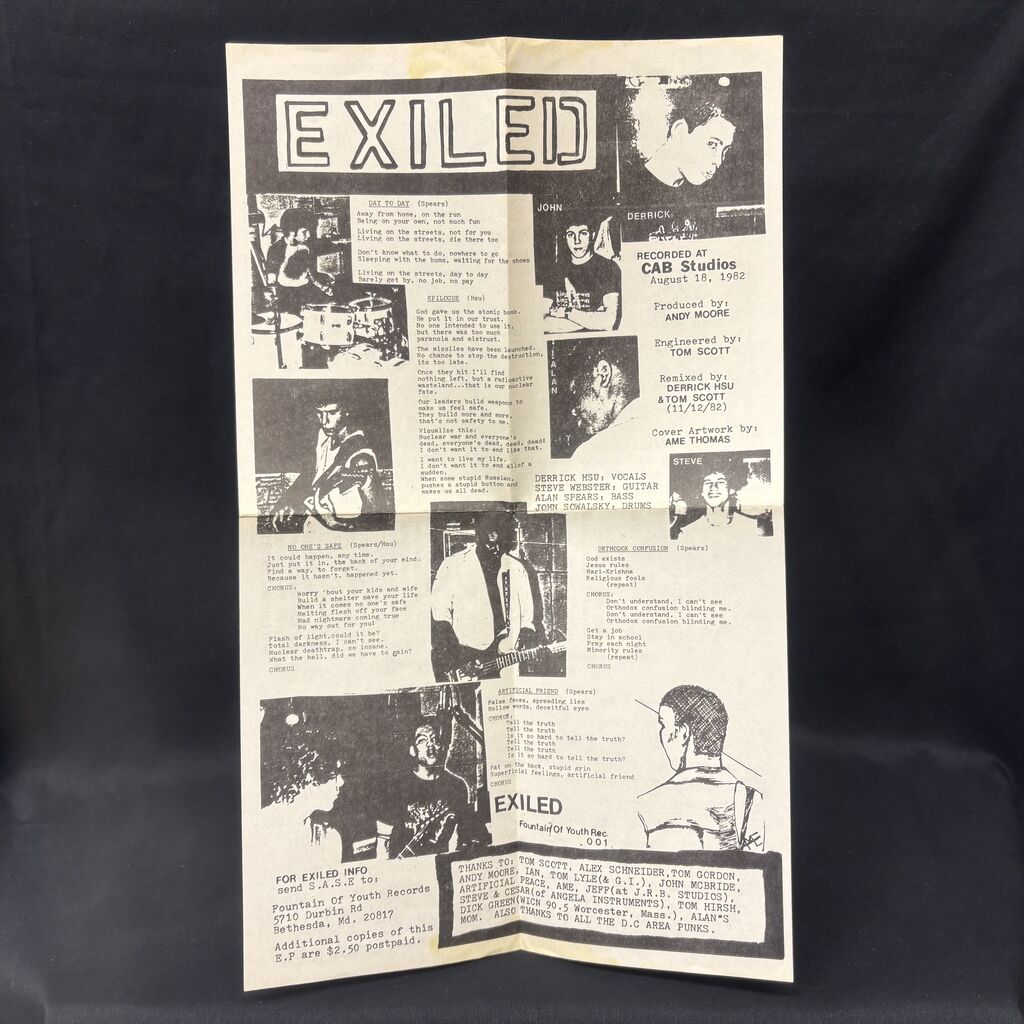 EXILED
JOHN
DERRICK
RECORDED AT
CAB Studios
August 18, 1982
Produced by:
ANDY MOORE
Engineered by:
TOM SCOTT
Remixed by:
DERRICK HSU
& TOM SCOTT
(11/12/82)
Cover Artwork by:
AME THOMAS
DAY TO DAY (Spears)
Away from home, on the run
Being on your own, not much fun
Living on the streets, not for you
Living on the streets, die there too
Don't know what to do, nowhere to go
Sleeping with the bums, waiting for the shows
Living on the streets, day to day
Barely get by, no job, no pay
EPILOGUE (Hsu)
God gave us the atomic bomb.
He put it in our trust.
No one intended to use it,
but there was too much
paranoia and mistrust.
The missiles have been launched.
No chance to stop the destruction,
its too late.
Once they hit I'll find
nothing left, but a radioactive
wasteland...that is our nuclear
fate.
Our leaders build weapons to
make us feel safe.
They build more and more,
that's not safety to me.
Visualize this:
Nuclear war and everyone's
dead, everyone's dead, dead, dead!
I don't want it to end like that.
I want to live my life.
I don't want it to end all of a
sudden.
When some stupid Russian,
pushes a stupid button and
makes us all dead.
ALAN
STEVE
DERRICK HSU: VOCALS
STEVE WEBSTER: GUITAR
ALAN SPEARS: BASS
JOHN SOWALSKY: DRUMS
NO ONE'S SAFE (Spears/Hsu)
It could happen, any time.
Just put it in, the back of your mind.
Find a way, to forget.
Because it hasn't, happened yet.
CHORUS:
Worry 'bout your kids and wife
Build a shelter save your life
When it comes no one's safe
Melting flesh off your face
Mad nightmare coming true
No way out for you!
Flash of light, could it be?
Total darkness, I can't see.
Nuclear deathtrap, so insane.
What the hell, did we have to gain?
CHORUS
ORTHODOX CONFUSION (Spears)
God exists
Jesus rules
Hari-Krishna
Religious fools
(repeat)
CHORUS:
Don't understand, I can't see
Orthodox confusion blinding me.
Don't understand, I can't see
Orthodox confusion blinding me.
Get a job
Stay in school
Pray each night
Minority rules
(repeat)
CHORUS
ARTIFICIAL FRIEND (Spears)
False faces, spreading lies
Hollow words, deceitful eyes
CHORUS:
Tell the truth
Tell the truth
Is it so hard to tell the truth?
Tell the truth
Tell the truth
Is it so hard to tell the truth?
Pat on the back, stupid grin
Superficial feelings, artificial friend
CHORUS
EXILED
Fountain Of Youth Rec.
001
AME
FOR EXILED INFO
send S.A.S.E to:
Fountain Of Youth Records
5710 Durbin Rd
Bethesda, Md. 20817
Additional copies of this
E.P are $2.50 postpaid.
THANKS TO: TOM SCOTT, ALEX SCHNEIDER, TOM GORDON,
ANDY MOORE, IAN, TOM LYLE(& G.I.), JOHN MCBRIDE,
ARTIFICIAL PEACE, AME, JEFF(at J.R.B. STUDIOS),
STEVE & CESAR(of ANGELA INSTRUMENTS), TOM HIRSH,
DICK GREEN(WICN 90.5 Worcester, Mass.), ALAN"S
MOM. ALSO THANKS TO ALL THE D.C AREA PUNKS.